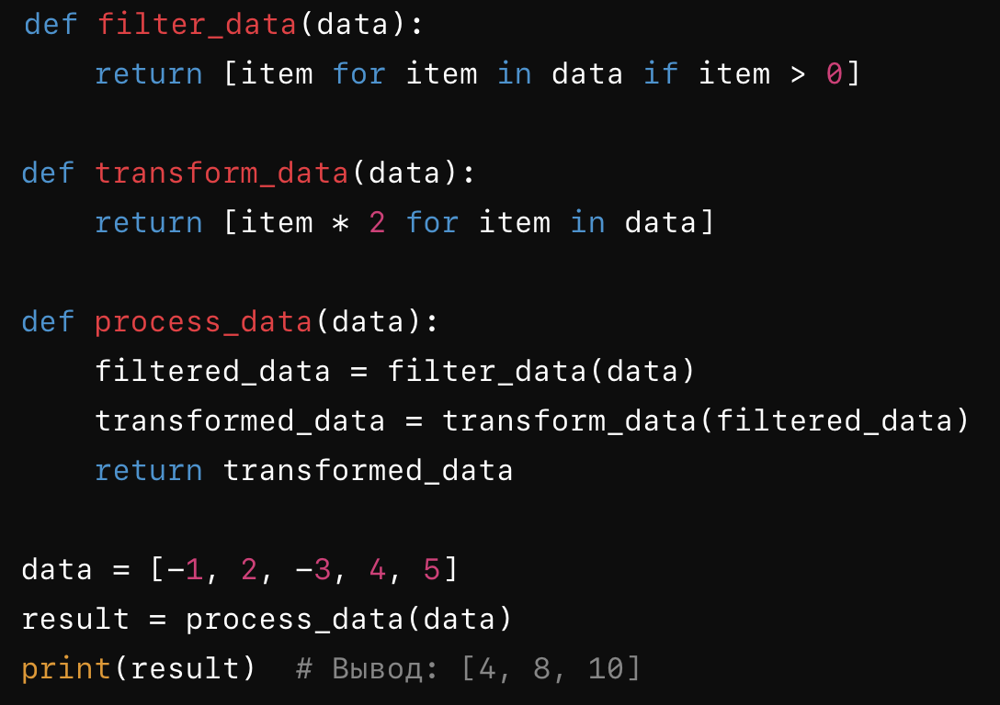 def filter_data(data):
    return [item for item in data if item > 0]
def transform_data(data):
    return [item * 2 for item in data]
def process_data(data):
    filtered_data = filter_data(data)
    transformed_data = transform_data(filtered_data)
    return transformed_data
data = [-1, 2, -3, 4, 5]
result = process_data(data)
print(result)  # Вывод: [4, 8, 10]